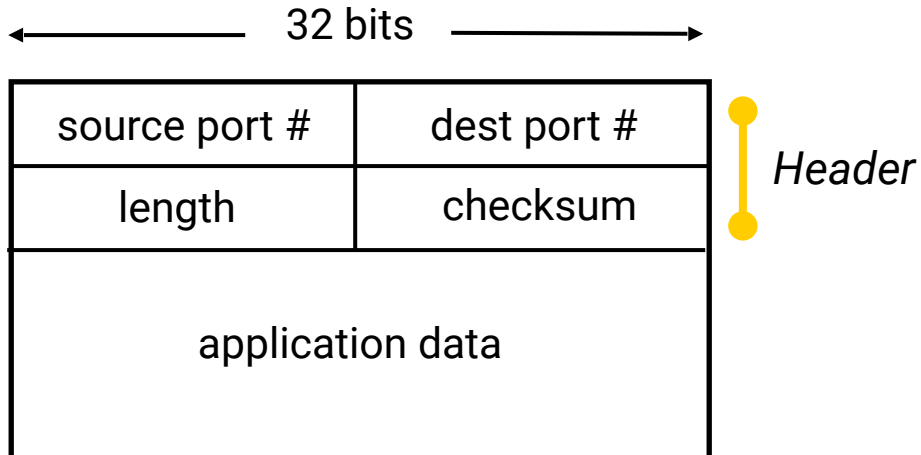 32 bits
source port # dest port #
Header
length checksum
application data